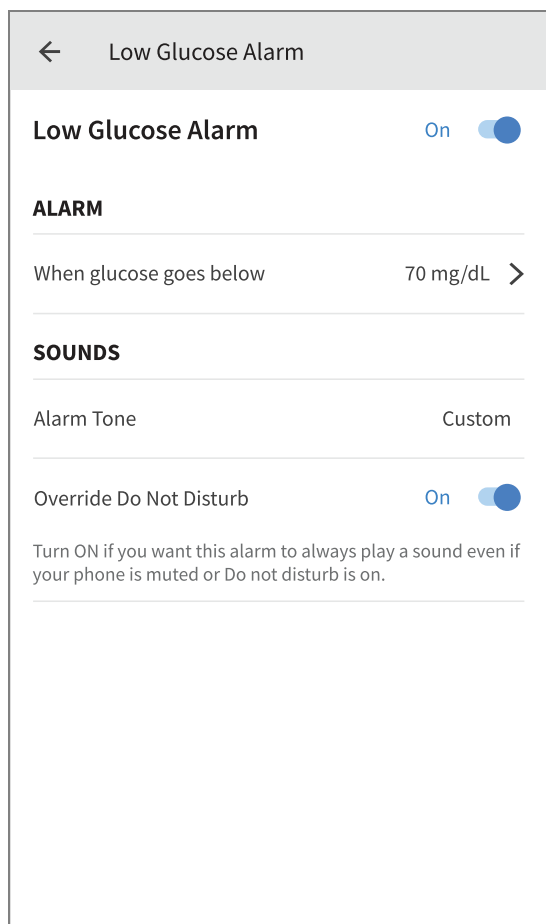 Low Glucose Alarm
Low Glucose Alarm On
ALARM
When glucose goes below 70 mg/dL
SOUNDS
Alarm Tone Custom
Override Do Not Disturb On
Turn ON if you want this alarm to always play a sound even if
your phone is muted or Do not disturb is on.